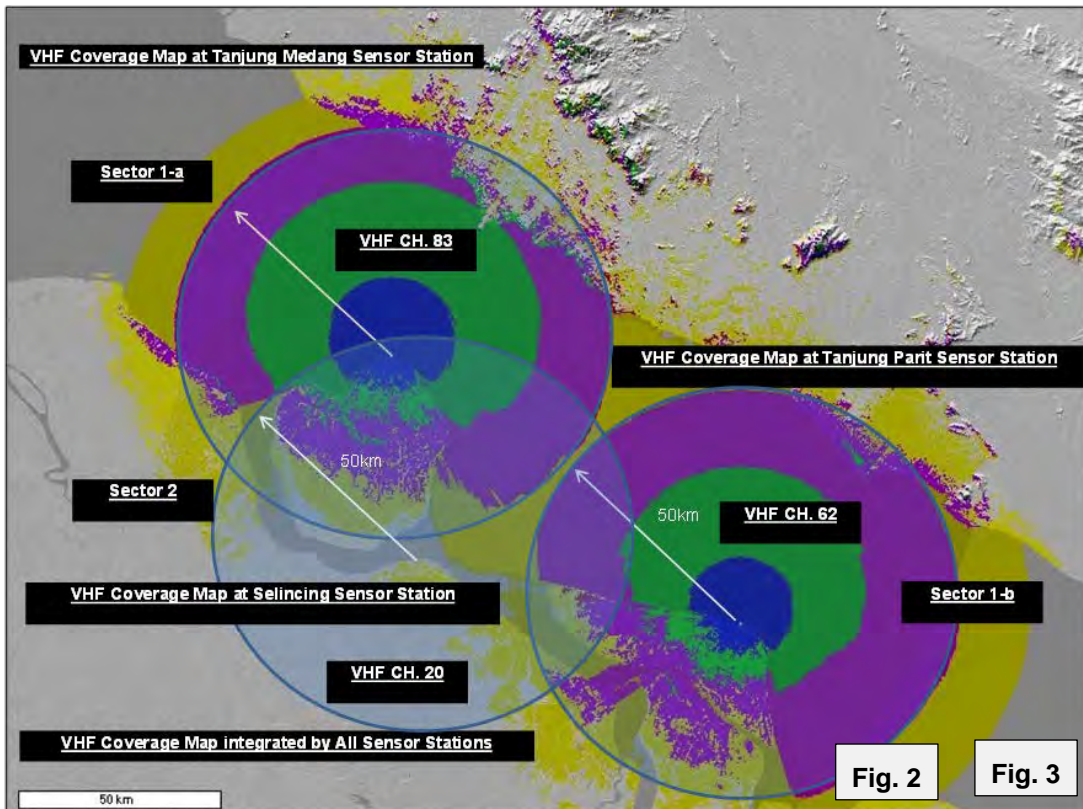 VHF Coverage Map at Tanjung Medang Sensor Station
Sector 1-a
VHF CH. 83
VHF Coverage Map at Tanjung Parit Sensor Station
50km
Sector 2
50km
VHF CH. 62
VHF Coverage Map at Selincing Sensor Station
Sector 1-b
VHF CH. 20
VHF Coverage Map integrated by All Sensor Stations
Fig. 2
Fig. 3
50 km